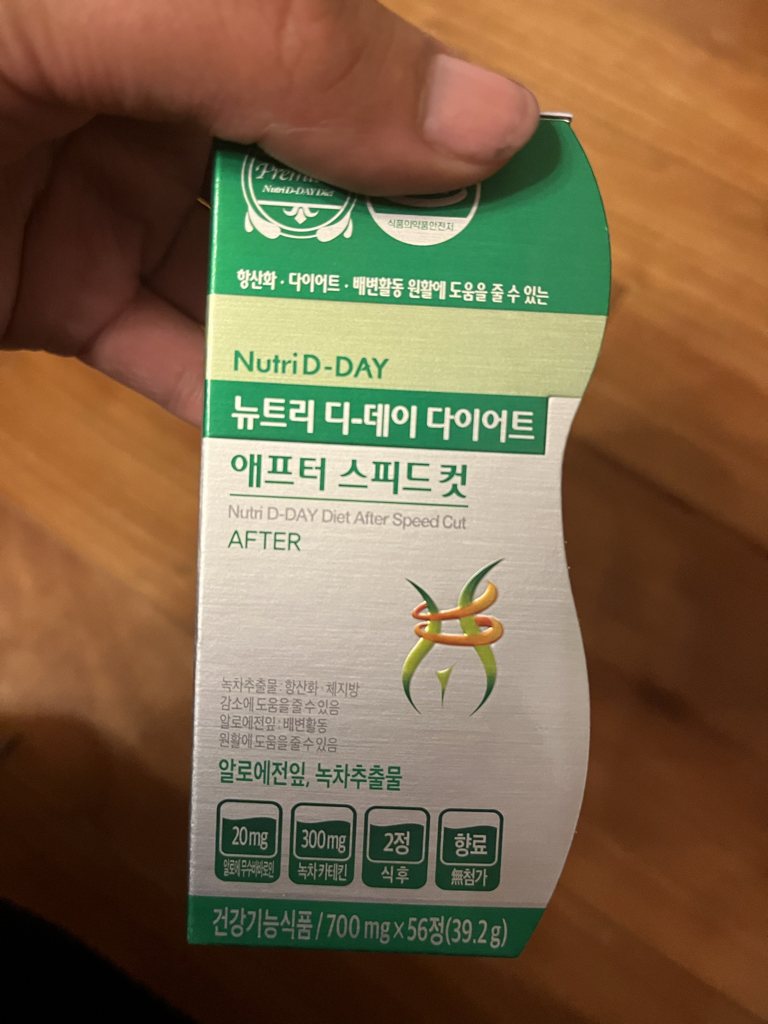 Nutri D-DAY Diet
식품의약품안전처
항산화 · 다이어트 · 배변활동 원활에 도움을 줄 수 있는
Nutri D-DAY
뉴트리 디-데이 다이어트
애프터 스피드 컷
Nutri D-DAY Diet After Speed Cut
AFTER
녹차추출물 : 항산화 · 체지방
감소에 도움을 줄 수 있음
알로에전잎 : 배변활동
원활에 도움을 줄 수 있음
알로에전잎, 녹차추출물
20mg
알로에 무수바바로인
300mg
녹차 카테킨
2정
식 후
향료
無첨가
건강기능식품 / 700 mg × 56정(39.2 g)